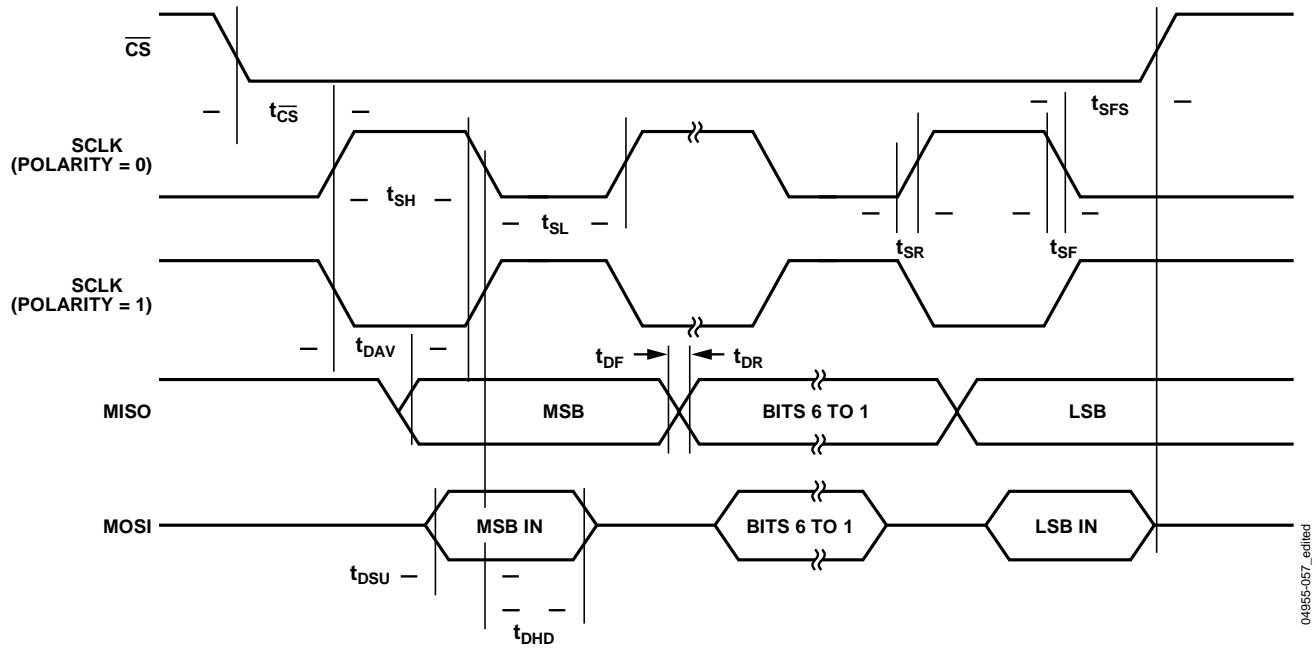 CS
tCS
tSFS
SCLK
(POLARITY = 0)
tSH
tSL
tSR
tSF
SCLK
(POLARITY = 1)
tDAV
tDF
tDR
MISO
MSB
BITS 6 TO 1
LSB
MOSI
MSB IN
BITS 6 TO 1
LSB IN
tDSU
tDHD
04955-057_edited